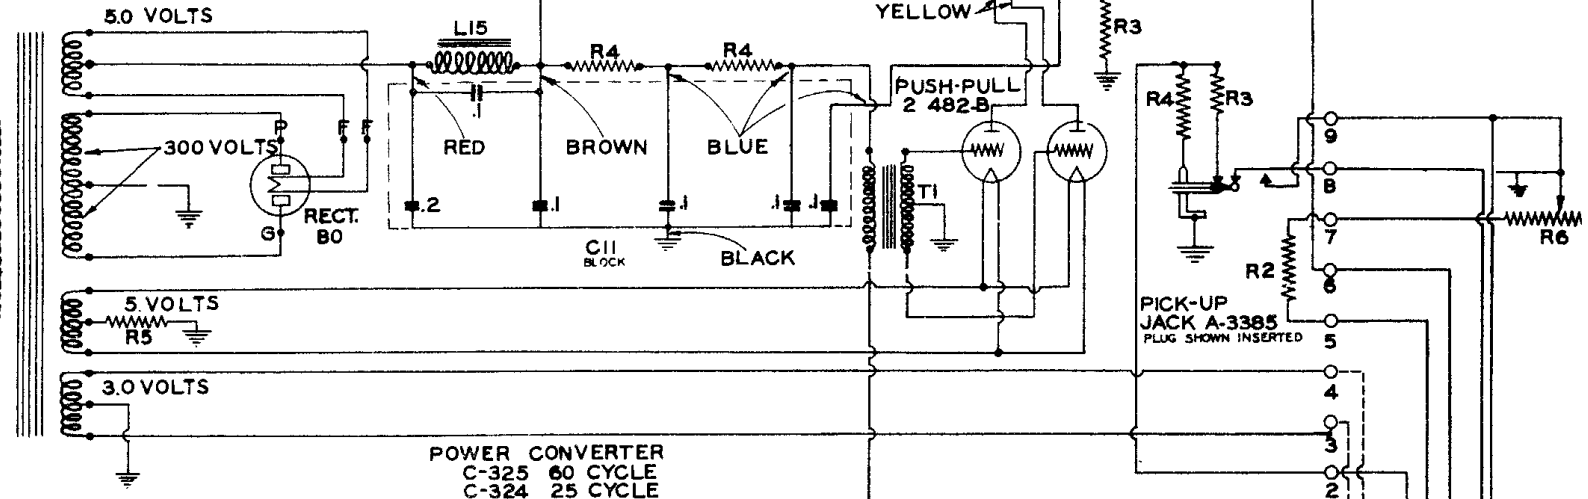 5.0 VOLTS
YELLOW
L15
R3
R4
R4
PUSH-PULL
2 482-B
R4
R3
.1
9
P
F
F
300 VOLTS
RED
BROWN
BLUE
8
T1
.2
.1
.1
.1
.1
RECT.
80
G
7
R6
C11
BLOCK
BLACK
R2
6
5. VOLTS
R5
PICK-UP
JACK A-3385
PLUG SHOWN INSERTED
5
3.0 VOLTS
4
3
POWER CONVERTER
C-325 60 CYCLE
C-324 25 CYCLE
2